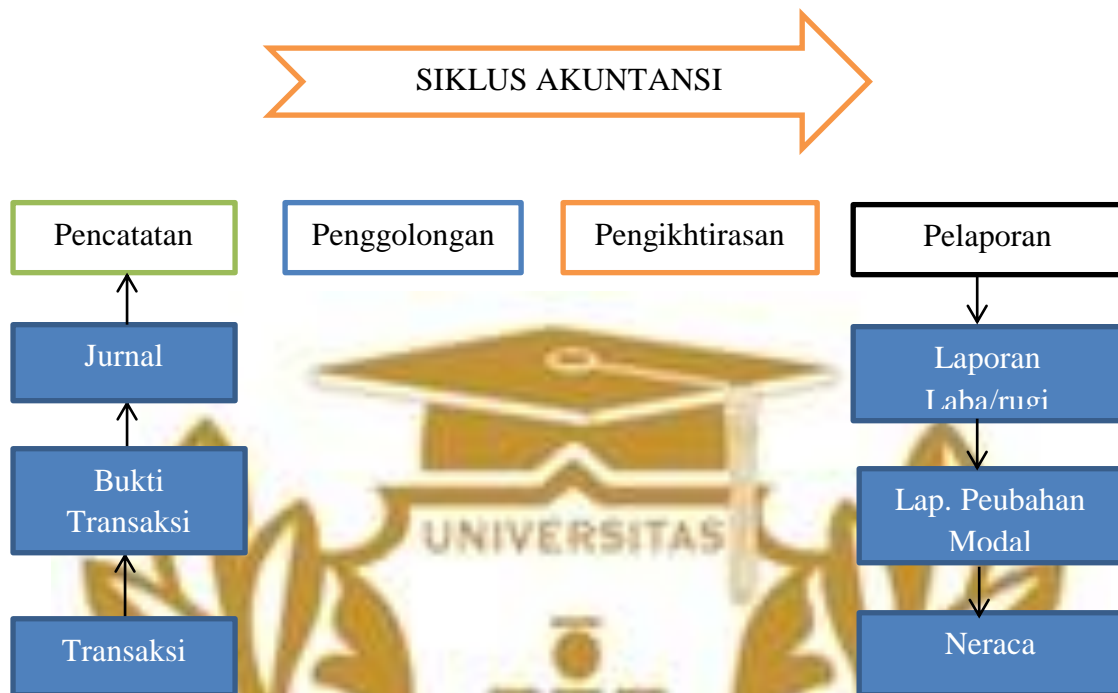 SIKLUS AKUNTANSI
Pencatatan
Penggolongan
Pengikhtirasan
Pelaporan
Jurnal
Laporan
Laba/rugi
Bukti
Transaksi
Lap. Peubahan
Modal
UNIVERSITAS
Transaksi
Neraca